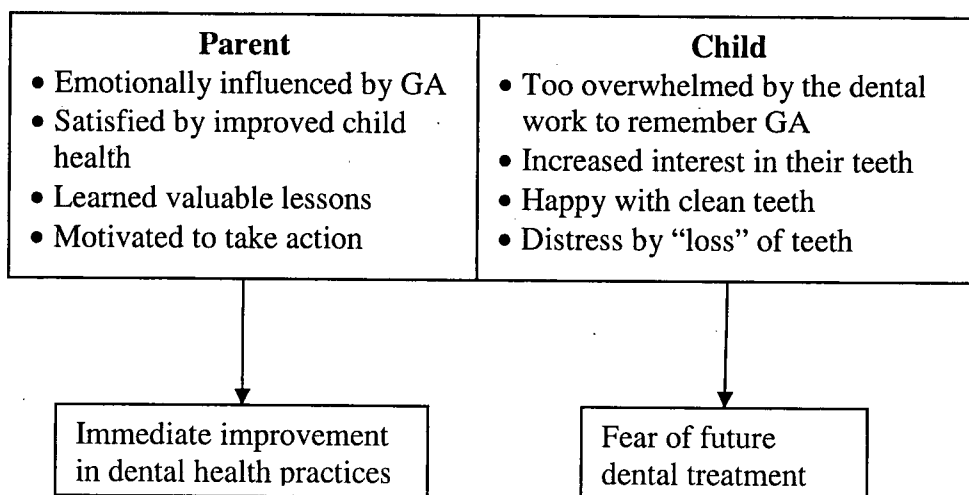 Parent
• Emotionally influenced by GA
• Satisfied by improved child
health
• Learned valuable lessons
• Motivated to take action
Child
• Too overwhelmed by the dental
work to remember GA
• Increased interest in their teeth
• Happy with clean teeth
• Distress by “loss” of teeth
Immediate improvement
in dental health practices
Fear of future
dental treatment